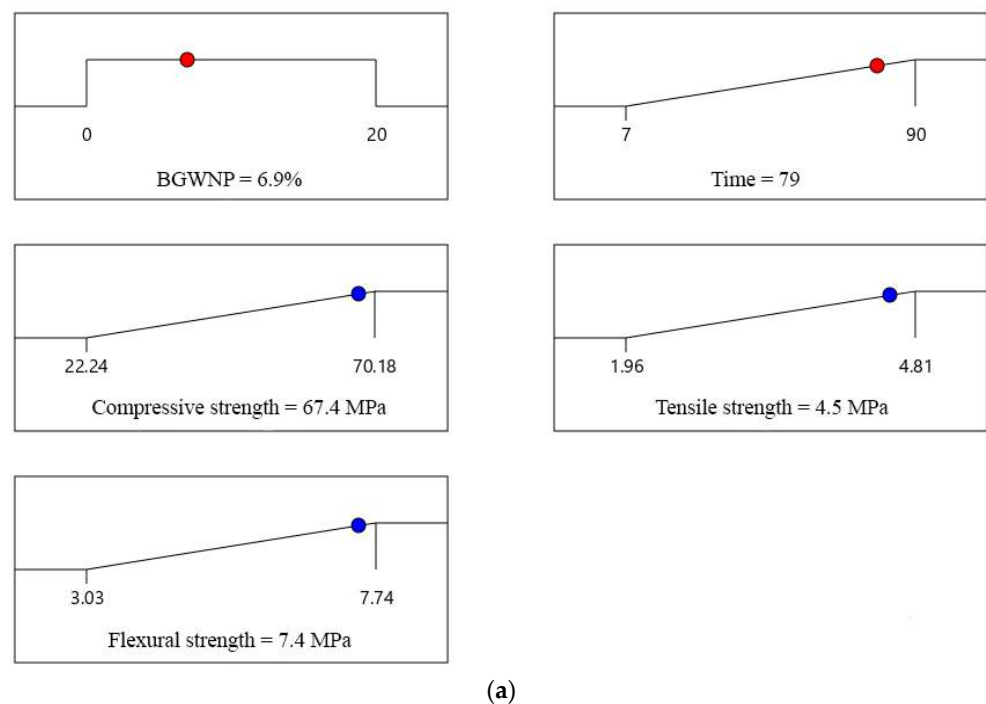 0 20
BGWNP = 6.9%
7 90
Time = 79
22.24 70.18
Compressive strength = 67.4 MPa
1.96 4.81
Tensile strength = 4.5 MPa
3.03 7.74
Flexural strength = 7.4 MPa
(a)